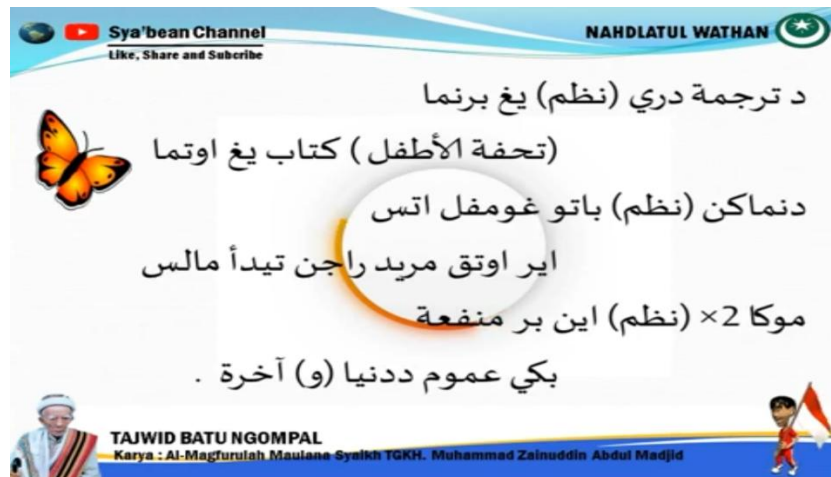 Sya'bean Channel
Like, Share and Subcribe
NAHDLATUL WATHAN
د ترجمة دري (نظم) يغ برنما
(تحفة الأطفل) كتاب يغ اوتما
دنماكن (نظم) باتو غومفل اتس
اير اوتق مريد راجن تيدأ مالس
موكا 2× (نظم) اين بر منفعة
بكي عموم ددنيا (و) آخرة .
TAJWID BATU NGOMPAL
Karya : Al-Magfurulah Maulana Syaikh TGKH. Muhammad Zainuddin Abdul Madjid